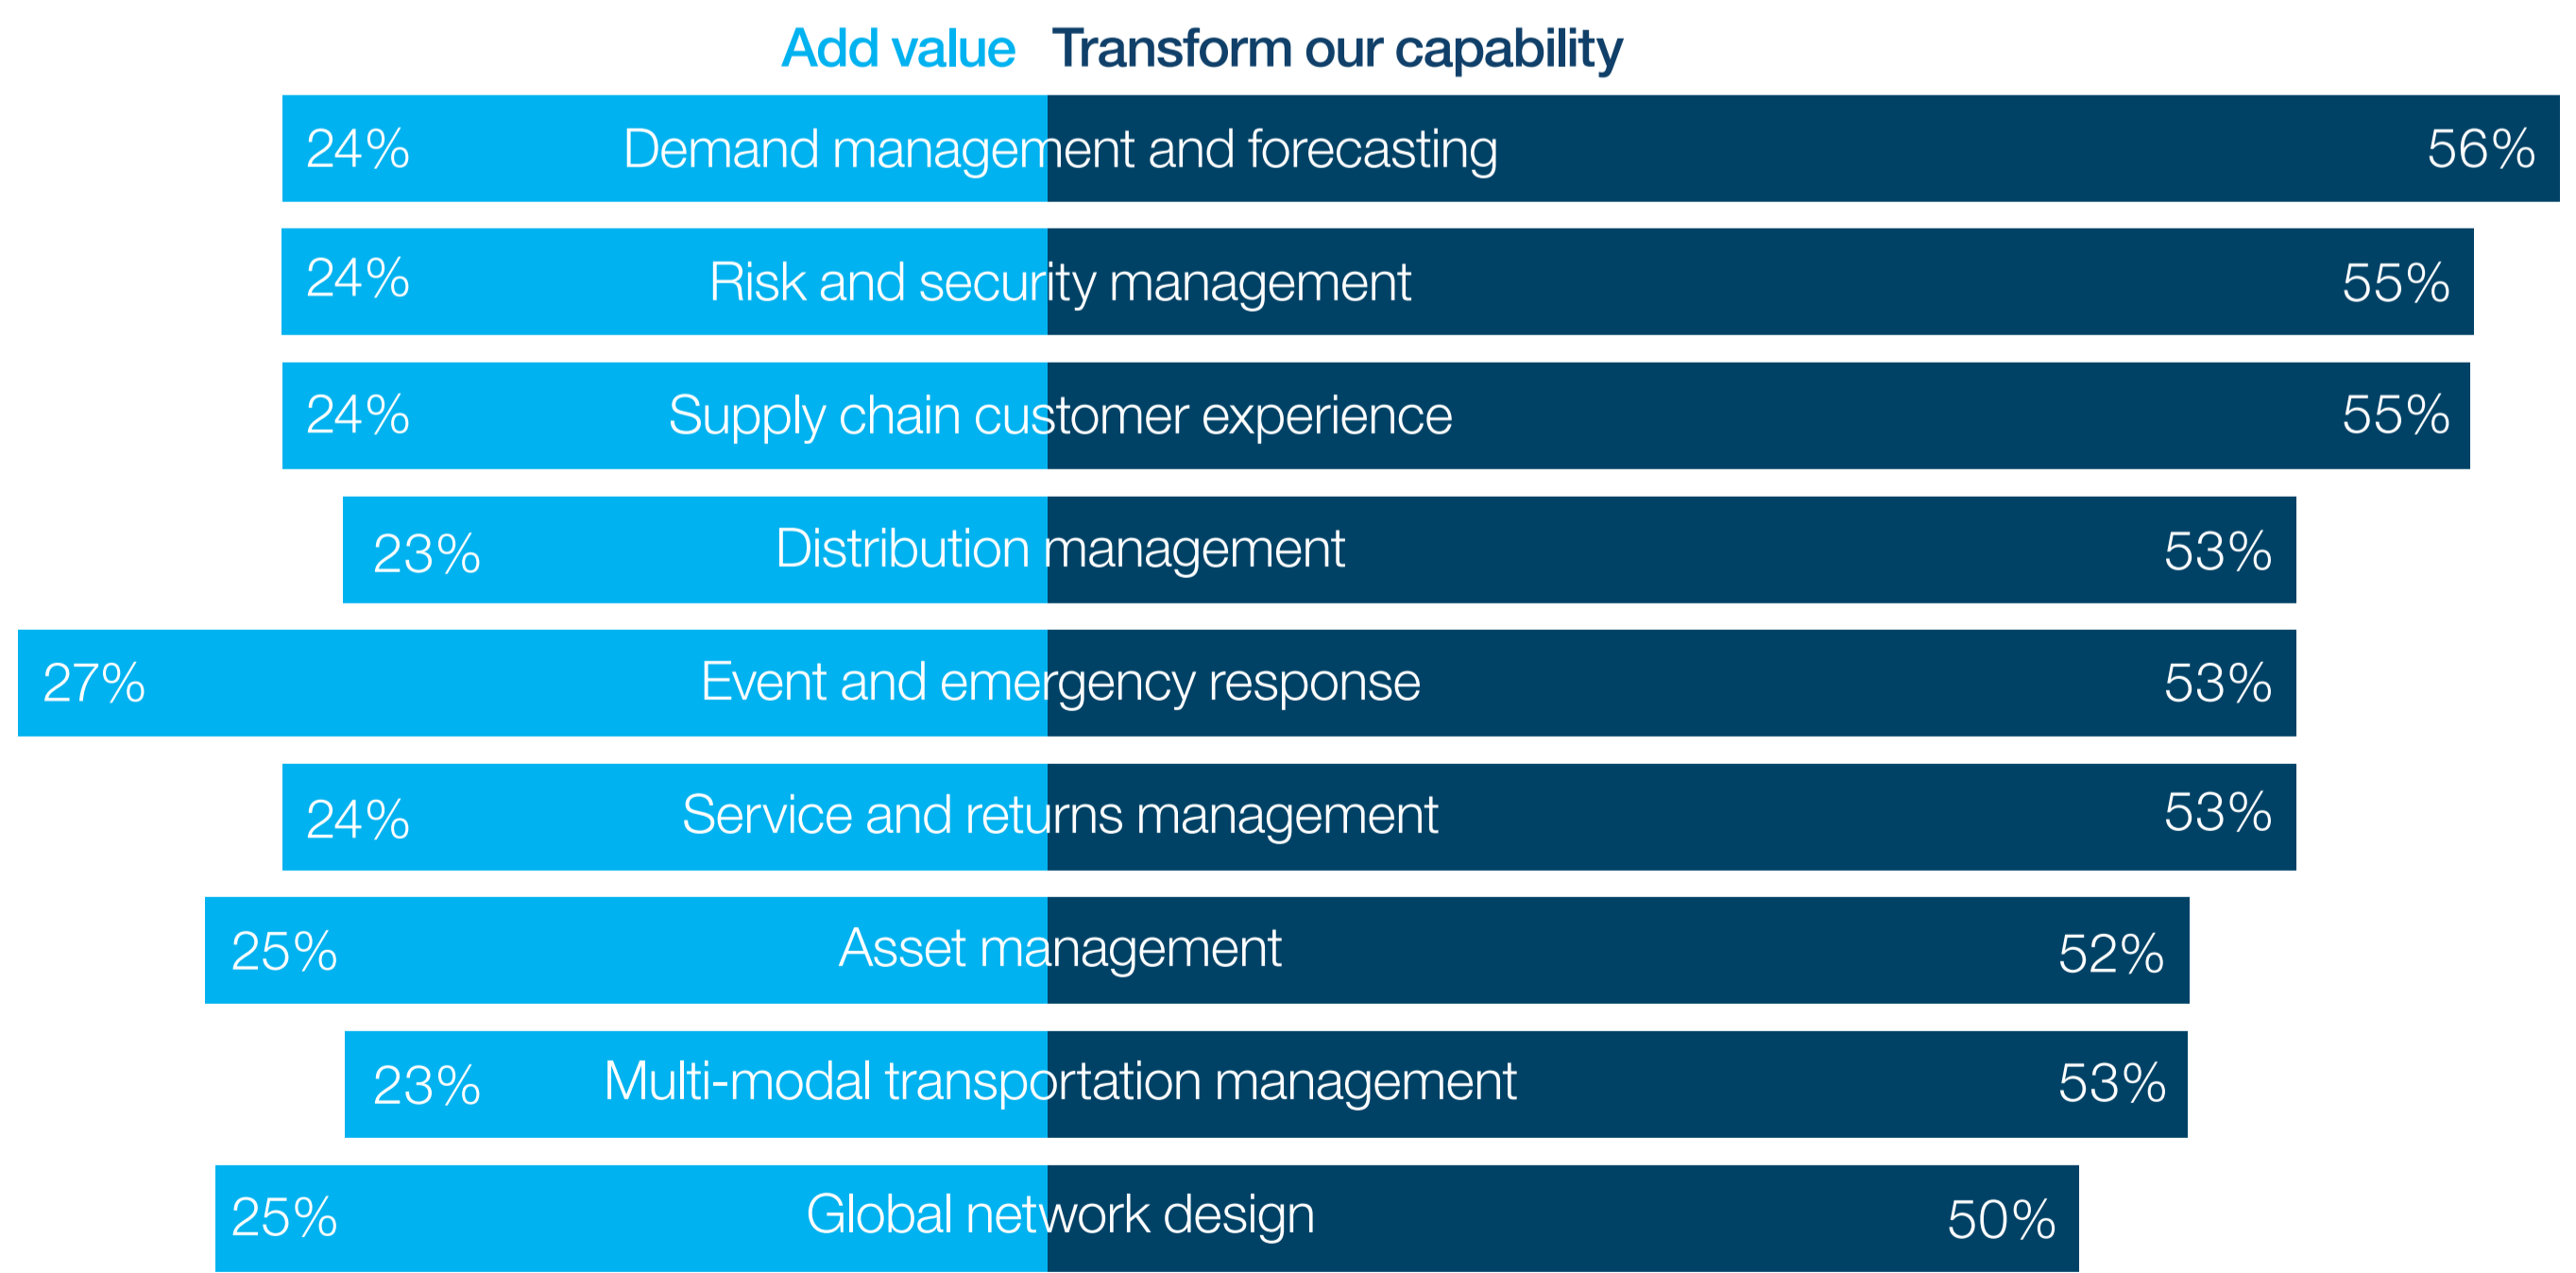 Add value Transform our capability
24% Demand management and forecasting 56%
24% Risk and security management 55%
24% Supply chain customer experience 55%
23% Distribution management 53%
27% Event and emergency response 53%
24% Service and returns management 53%
25% Asset management 52%
23% Multi-modal transportation management 53%
25% Global network design 50%